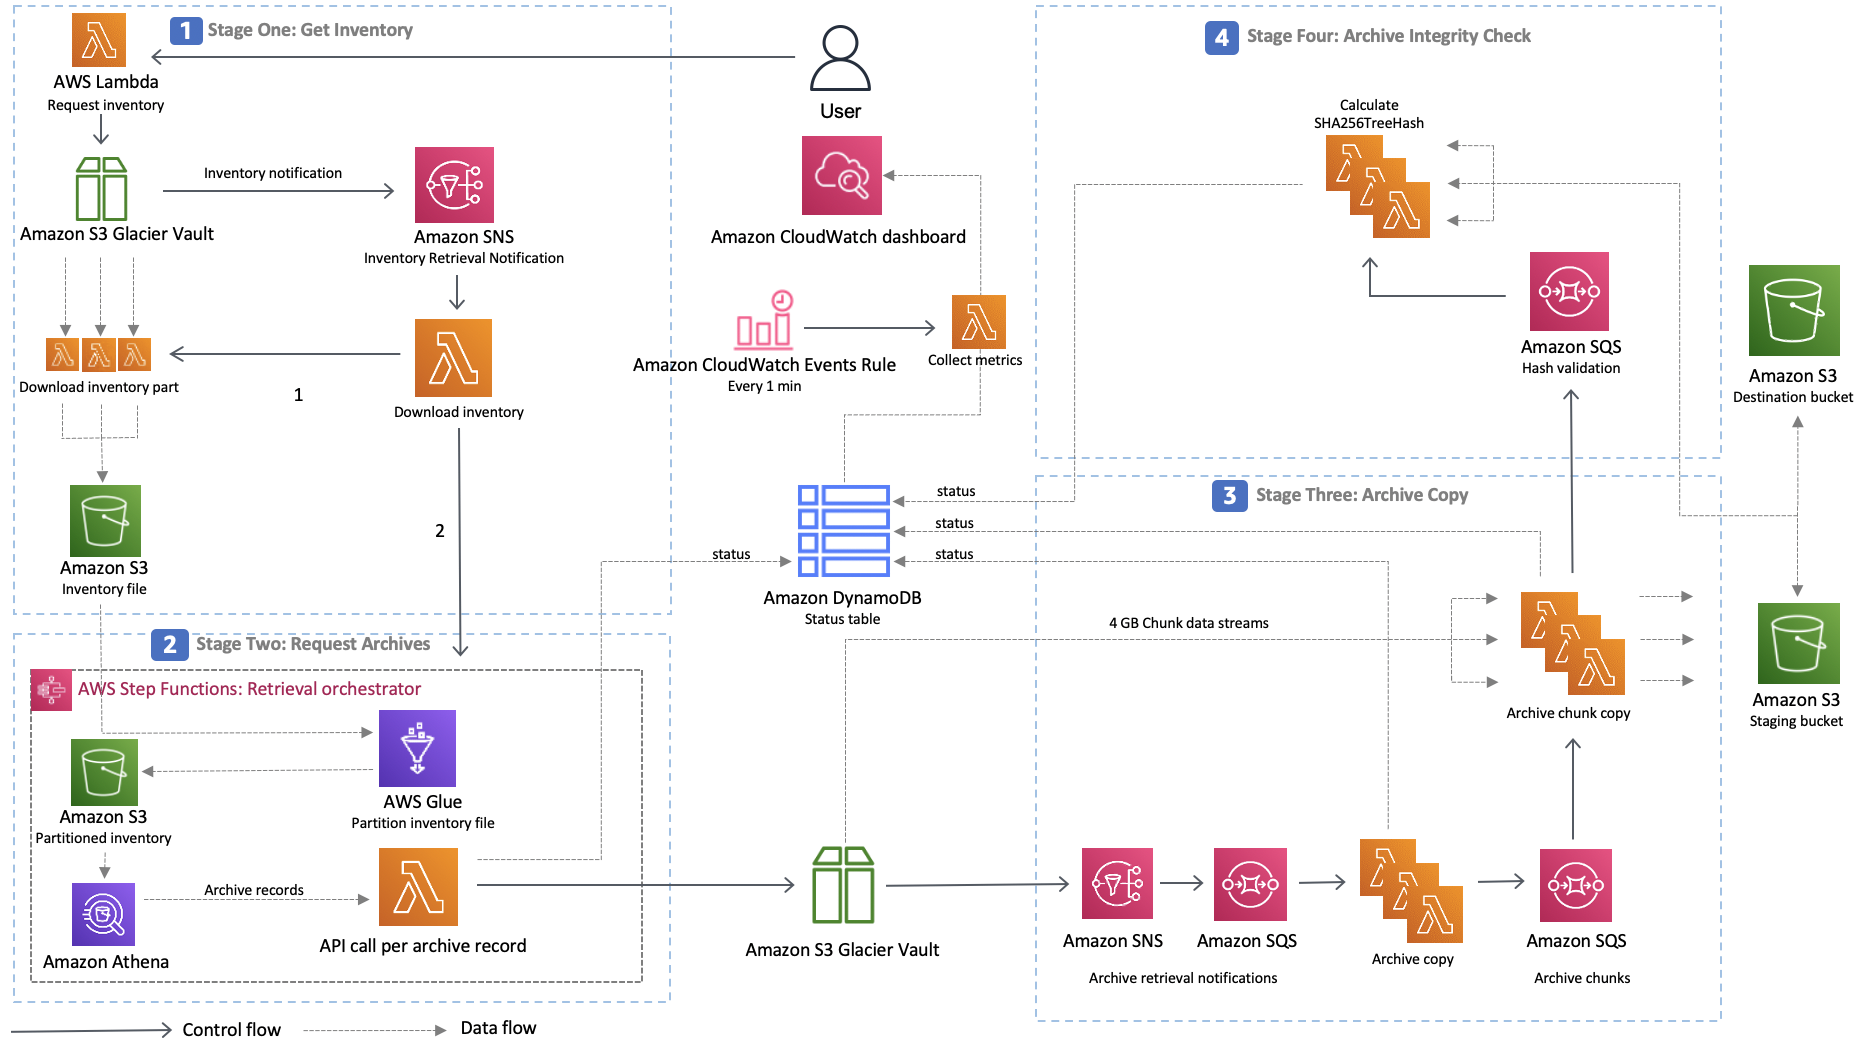 1 Stage One: Get Inventory
AWS Lambda
Request inventory
Inventory notification
Amazon S3 Glacier Vault
Amazon SNS
Inventory Retrieval Notification
Download inventory part
1
Download inventory
2
Amazon S3
Inventory file
User
Amazon CloudWatch dashboard
Amazon CloudWatch Events Rule
Every 1 min
Collect metrics
status
status
status
status
Amazon DynamoDB
Status table
4 Stage Four: Archive Integrity Check
Calculate
SHA256TreeHash
Amazon SQS
Hash validation
Amazon S3
Destination bucket
2 Stage Two: Request Archives
AWS Step Functions: Retrieval orchestrator
Amazon S3
Partitioned inventory
AWS Glue
Partition inventory file
Archive records
Amazon Athena
API call per archive record
Amazon S3 Glacier Vault
3 Stage Three: Archive Copy
4 GB Chunk data streams
Archive chunk copy
Amazon S3
Staging bucket
Amazon SNS
Amazon SQS
Archive retrieval notifications
Archive copy
Amazon SQS
Archive chunks
Control flow
Data flow